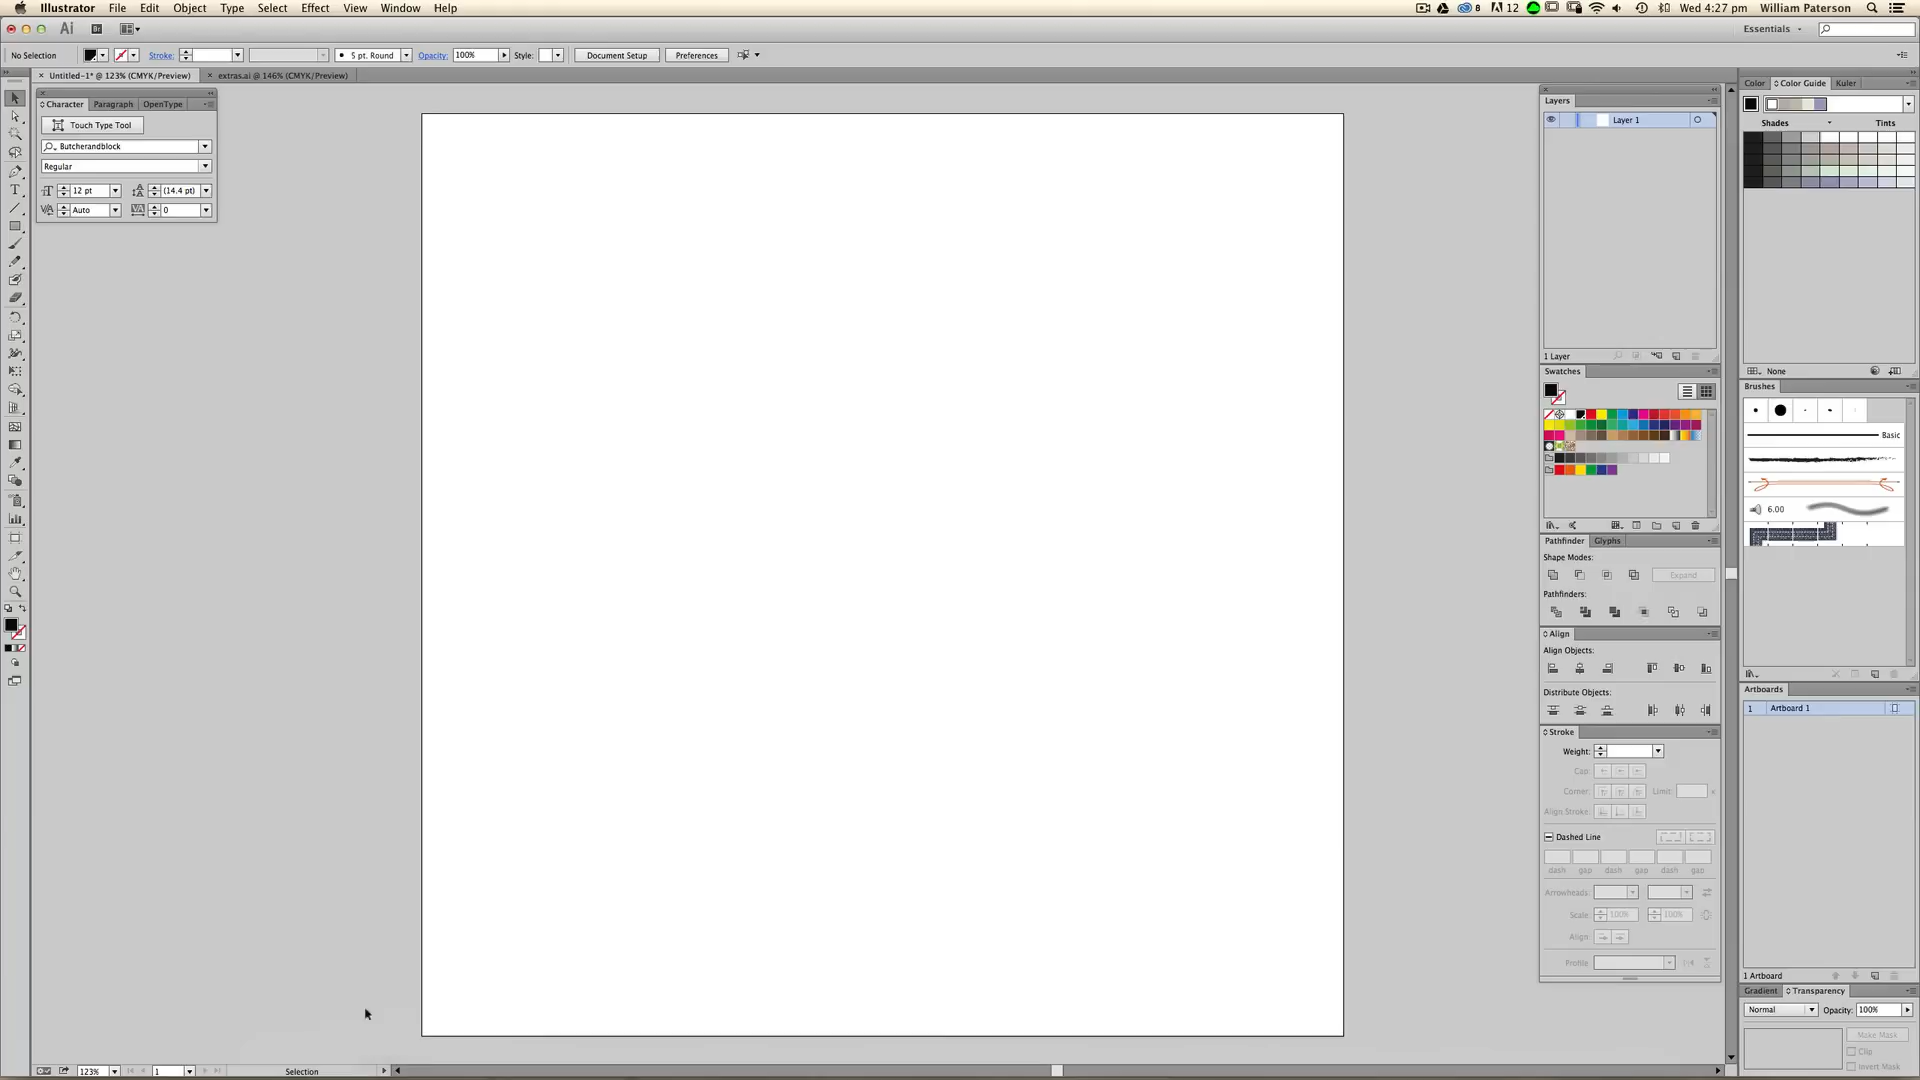 Illustrator File Edit Object Type Select Effect View Window Help 8 12 Wed 4:27 pm William Paterson
Ai Br Essentials
No Selection Stroke: 5 pt. Round Opacity: 100% Style: Document Setup Preferences
× Untitled-1* @ 123% (CMYK/Preview) × extras.ai @ 146% (CMYK/Preview)
Character Paragraph OpenType
Touch Type Tool
Butcherandblock
Regular
12 pt (14.4 pt)
Auto 0
Layers
Layer 1
1 Layer
Swatches
Pathfinder Glyphs
Shape Modes:
Expand
Pathfinders:
Align
Align Objects:
Distribute Objects:
Stroke
Weight:
Cap:
Corner: Limit: x
Align Stroke:
Dashed Line
dash gap dash gap dash gap
Arrowheads:
Scale: 100% 100%
Align:
Profile:
Color Color Guide Kuler
Shades Tints
None
Brushes
Basic
6.00
Artboards
1 Artboard 1
1 Artboard
Gradient Transparency
Normal Opacity: 100%
Make Mask
Clip
Invert Mask
123% 1 Selection